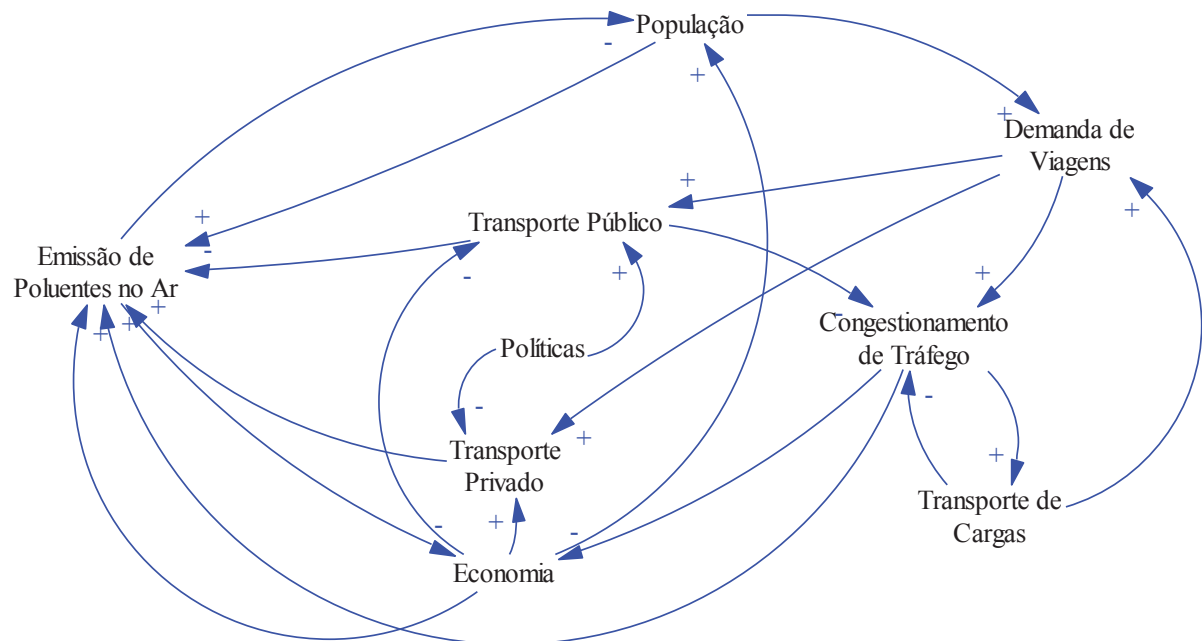 População
-
+
+
Demanda de
Viagens
+
+
-
Transporte Público
Emissão de
Poluentes no Ar
+
-
+
+
+
+
+
+
Congestionamento
de Tráfego
-
Políticas
-
-
+
Transporte
Privado
+
+
Transporte de
Cargas
-
-
Economia